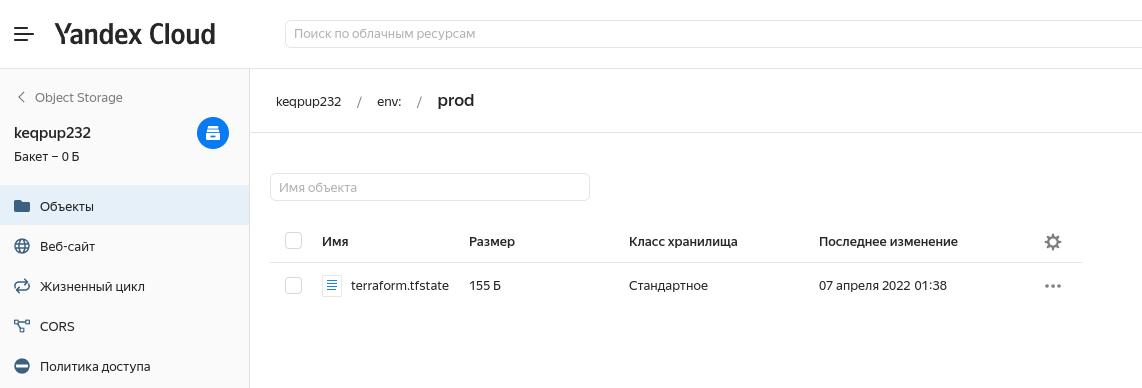 Yandex Cloud
Поиск по облачным ресурсам
Object Storage
keqpup232
Бакет – 0 Б
Объекты
Веб-сайт
Жизненный цикл
CORS
Политика доступа
keqpup232 / env: / prod
Имя объекта
Имя Размер Класс хранилища Последнее изменение
terraform.tfstate 155 Б Стандартное 07 апреля 2022 01:38